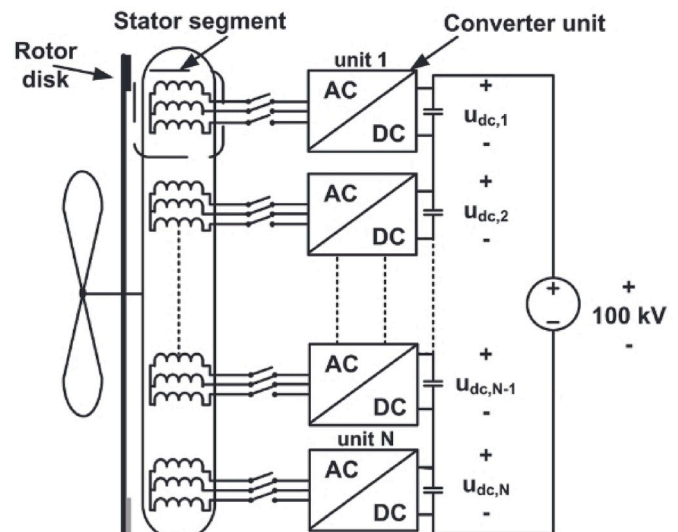 Stator segment
Converter unit
Rotor
disk
unit 1
AC
DC
+
u_dc,1
-
AC
DC
+
u_dc,2
-
+
-
+
100 kV
-
AC
DC
+
u_dc,N-1
-
unit N
AC
DC
+
u_dc,N
-